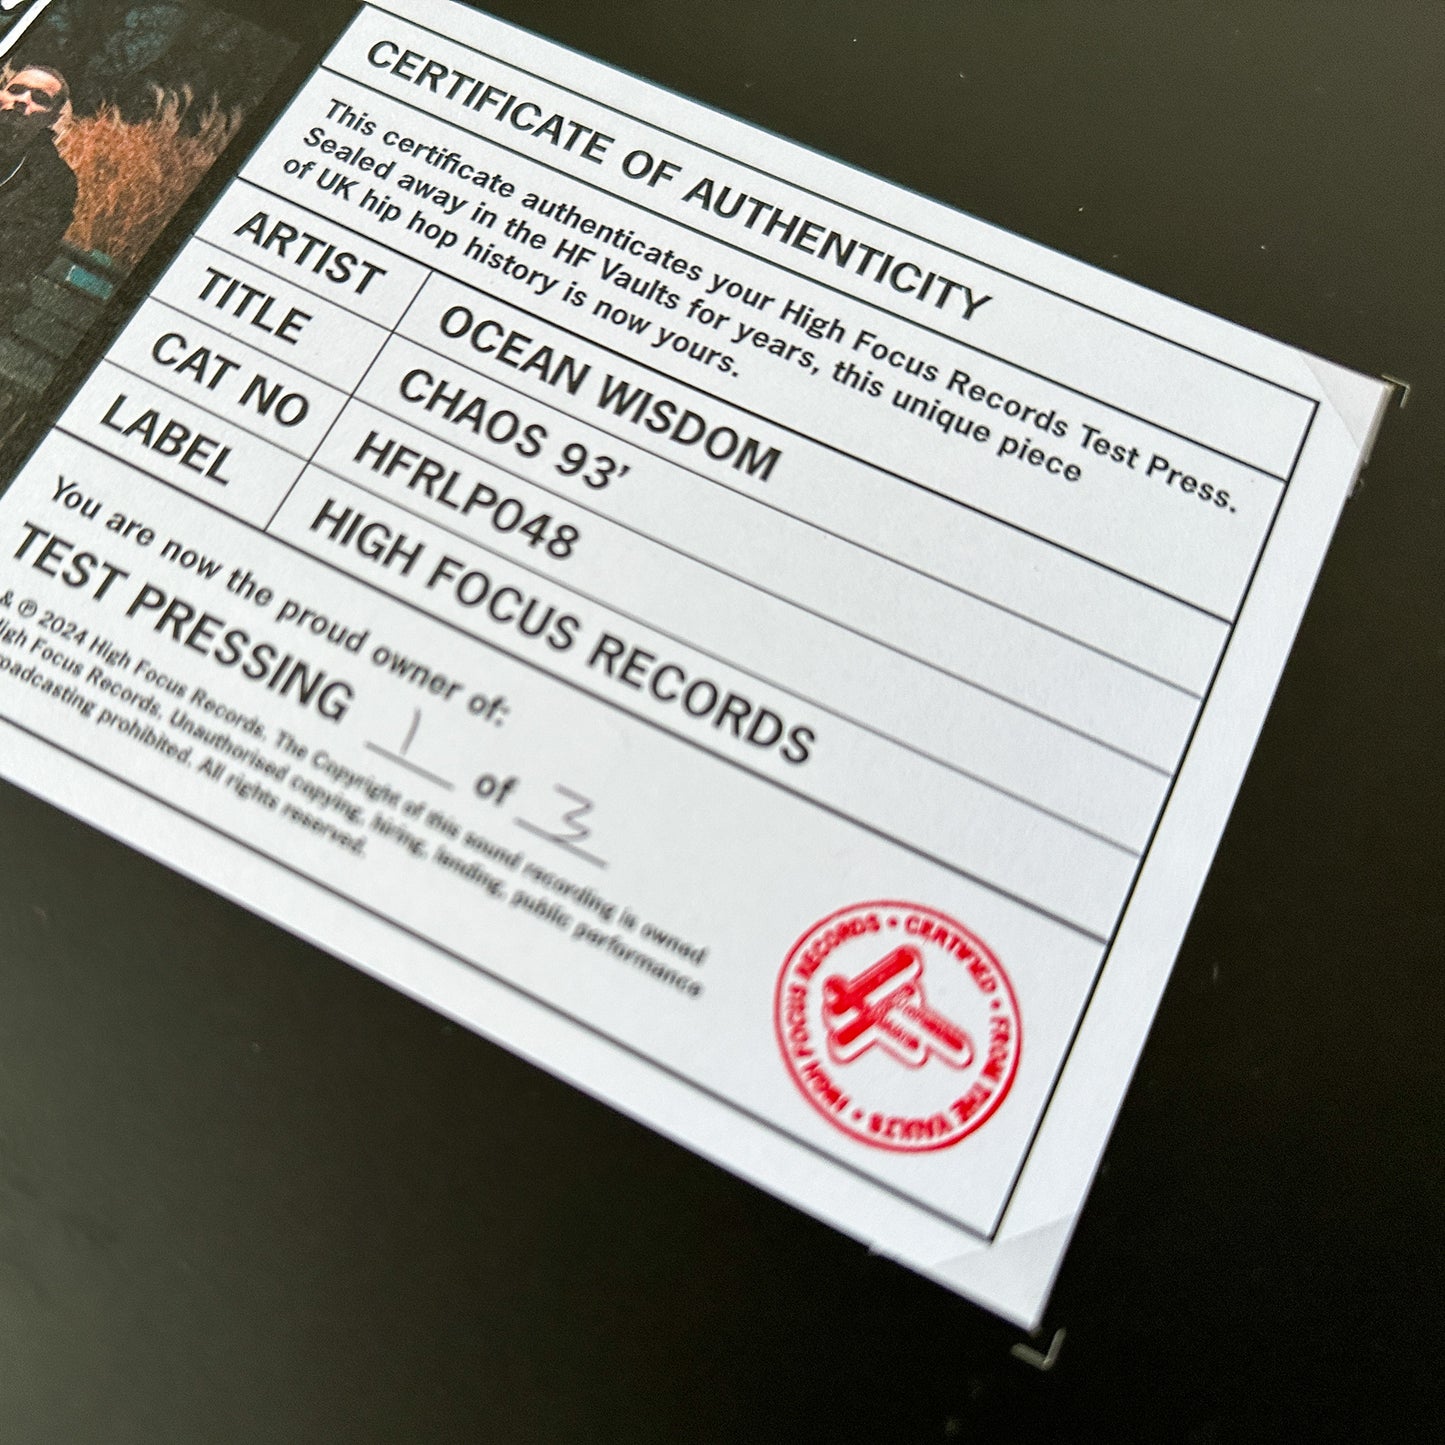 CERTIFICATE OF AUTHENTICITY
This certificate authenticates your High Focus Records Test Press.
Sealed away in the HF Vaults for years, this unique piece
of UK hip hop history is now yours.
ARTIST OCEAN WISDOM
TITLE CHAOS 93’
CAT NO HFRLP048
LABEL HIGH FOCUS RECORDS
You are now the proud owner of:
TEST PRESSING 1 of 3
& ℗ 2024 High Focus Records. The Copyright of this sound recording is owned
High Focus Records. Unauthorised copying, hiring, landing, public performance
broadcasting prohibited. All rights reserved.
HIGH FOCUS RECORDS • CERTIFIED • FROM THE VAULTS •